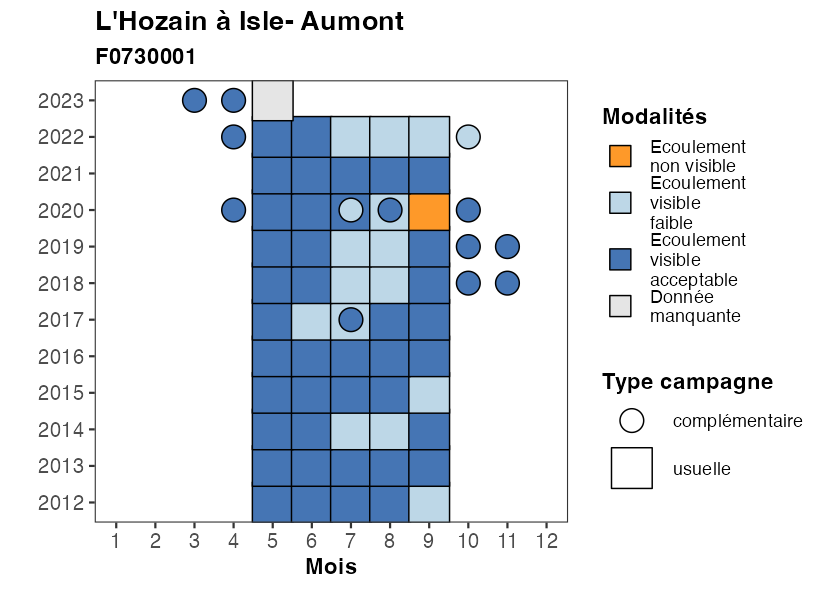 L'Hozain à Isle- Aumont
F0730001
2023
2022
2021
2020
2019
2018
2017
2016
2015
2014
2013
2012
1 2 3 4 5 6 7 8 9 10 11 12
Mois
Modalités
Ecoulement
non visible
Ecoulement
visible
faible
Ecoulement
visible
acceptable
Donnée
manquante
Type campagne
complémentaire
usuelle